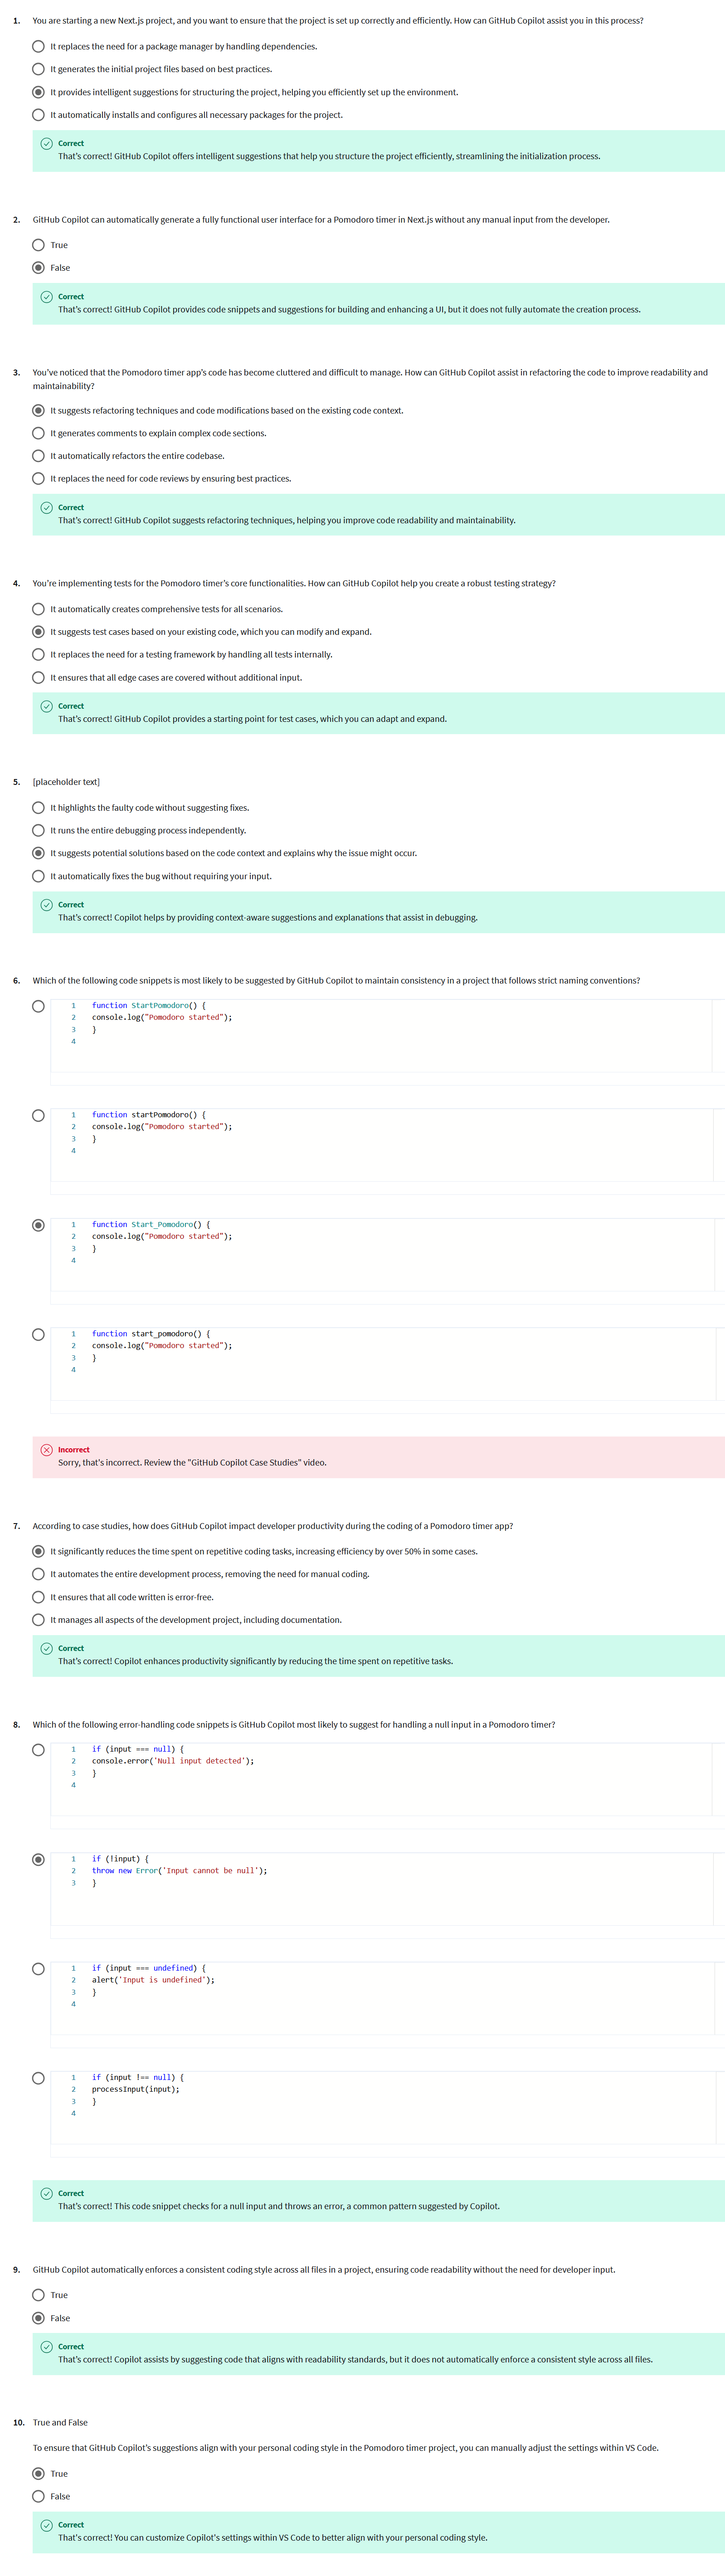 1. You are starting a new Next.js project, and you want to ensure that the project is set up correctly and efficiently. How can GitHub Copilot assist you in this process?
It replaces the need for a package manager by handling dependencies.
It generates the initial project files based on best practices.
It provides intelligent suggestions for structuring the project, helping you efficiently set up the environment.
It automatically installs and configures all necessary packages for the project.
Correct
That's correct! GitHub Copilot offers intelligent suggestions that help you structure the project efficiently, streamlining the initialization process.
2. GitHub Copilot can automatically generate a fully functional user interface for a Pomodoro timer in Next.js without any manual input from the developer.
True
False
Correct
That's correct! GitHub Copilot provides code snippets and suggestions for building and enhancing a UI, but it does not fully automate the creation process.
3. You've noticed that the Pomodoro timer app's code has become cluttered and difficult to manage. How can GitHub Copilot assist in refactoring the code to improve readability and
maintainability?
It suggests refactoring techniques and code modifications based on the existing code context.
It generates comments to explain complex code sections.
It automatically refactors the entire codebase.
It replaces the need for code reviews by ensuring best practices.
Correct
That's correct! GitHub Copilot suggests refactoring techniques, helping you improve code readability and maintainability.
4. You're implementing tests for the Pomodoro timer's core functionalities. How can GitHub Copilot help you create a robust testing strategy?
It automatically creates comprehensive tests for all scenarios.
It suggests test cases based on your existing code, which you can modify and expand.
It replaces the need for a testing framework by handling all tests internally.
It ensures that all edge cases are covered without additional input.
Correct
That's correct! GitHub Copilot provides a starting point for test cases, which you can adapt and expand.
5. [placeholder text]
It highlights the faulty code without suggesting fixes.
It runs the entire debugging process independently.
It suggests potential solutions based on the code context and explains why the issue might occur.
It automatically fixes the bug without requiring your input.
Correct
That's correct! Copilot helps by providing context-aware suggestions and explanations that assist in debugging.
6. Which of the following code snippets is most likely to be suggested by GitHub Copilot to maintain consistency in a project that follows strict naming conventions?
1 function StartPomodoro() {
2 console.log("Pomodoro started");
3 }
4
1 function startPomodoro() {
2 console.log("Pomodoro started");
3 }
4
1 function Start_Pomodoro() {
2 console.log("Pomodoro started");
3 }
4
1 function start_pomodoro() {
2 console.log("Pomodoro started");
3 }
4
Incorrect
Sorry, that's incorrect. Review the "GitHub Copilot Case Studies" video.
7. According to case studies, how does GitHub Copilot impact developer productivity during the coding of a Pomodoro timer app?
It significantly reduces the time spent on repetitive coding tasks, increasing efficiency by over 50% in some cases.
It automates the entire development process, removing the need for manual coding.
It ensures that all code written is error-free.
It manages all aspects of the development project, including documentation.
Correct
That's correct! Copilot enhances productivity significantly by reducing the time spent on repetitive tasks.
8. Which of the following error-handling code snippets is GitHub Copilot most likely to suggest for handling a null input in a Pomodoro timer?
1 if (input === null) {
2 console.error('Null input detected');
3 }
4
1 if (!input) {
2 throw new Error('Input cannot be null');
3 }
1 if (input === undefined) {
2 alert('Input is undefined');
3 }
4
1 if (input !== null) {
2 processInput(input);
3 }
4
Correct
That's correct! This code snippet checks for a null input and throws an error, a common pattern suggested by Copilot.
9. GitHub Copilot automatically enforces a consistent coding style across all files in a project, ensuring code readability without the need for developer input.
True
False
Correct
That's correct! Copilot assists by suggesting code that aligns with readability standards, but it does not automatically enforce a consistent style across all files.
10. True and False
To ensure that GitHub Copilot's suggestions align with your personal coding style in the Pomodoro timer project, you can manually adjust the settings within VS Code.
True
False
Correct
That's correct! You can customize Copilot's settings within VS Code to better align with your personal coding style.